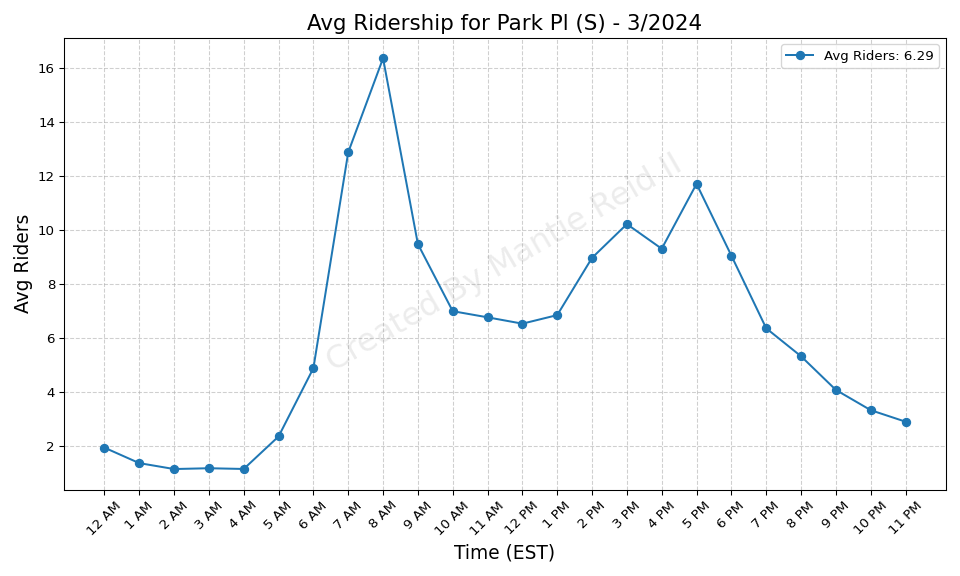 Avg Ridership for Park Pl (S) - 3/2024
Avg Riders: 6.29
Avg Riders
16
14
12
10
8
6
4
2
Created By Mantie Reid II
12 AM
1 AM
2 AM
3 AM
4 AM
5 AM
6 AM
7 AM
8 AM
9 AM
10 AM
11 AM
12 PM
1 PM
2 PM
3 PM
4 PM
5 PM
6 PM
7 PM
8 PM
9 PM
10 PM
11 PM
Time (EST)